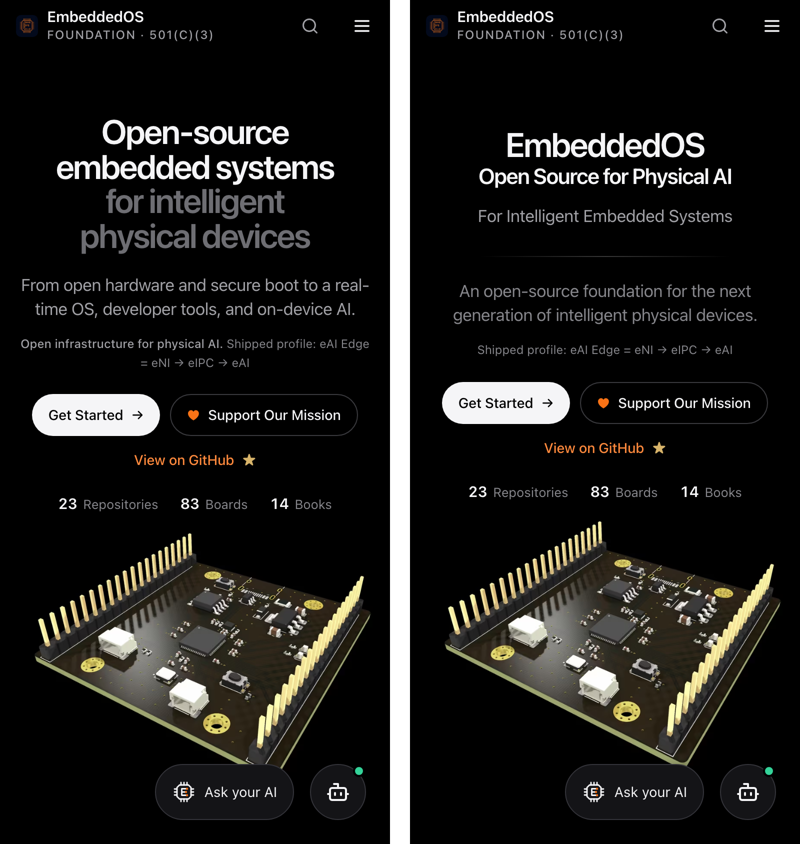 EmbeddedOS
FOUNDATION · 501(C)(3)
Open-source
embedded systems
for intelligent
physical devices
From open hardware and secure boot to a real-
time OS, developer tools, and on-device AI.
Open infrastructure for physical AI. Shipped profile: eAI Edge
= eNI → eIPC → eAI
Get Started →
Support Our Mission
View on GitHub
23 Repositories 83 Boards 14 Books
Ask your AI
EmbeddedOS
FOUNDATION · 501(C)(3)
EmbeddedOS
Open Source for Physical AI
For Intelligent Embedded Systems
An open-source foundation for the next
generation of intelligent physical devices.
Shipped profile: eAI Edge = eNI → eIPC → eAI
Get Started →
Support Our Mission
View on GitHub
23 Repositories 83 Boards 14 Books
Ask your AI